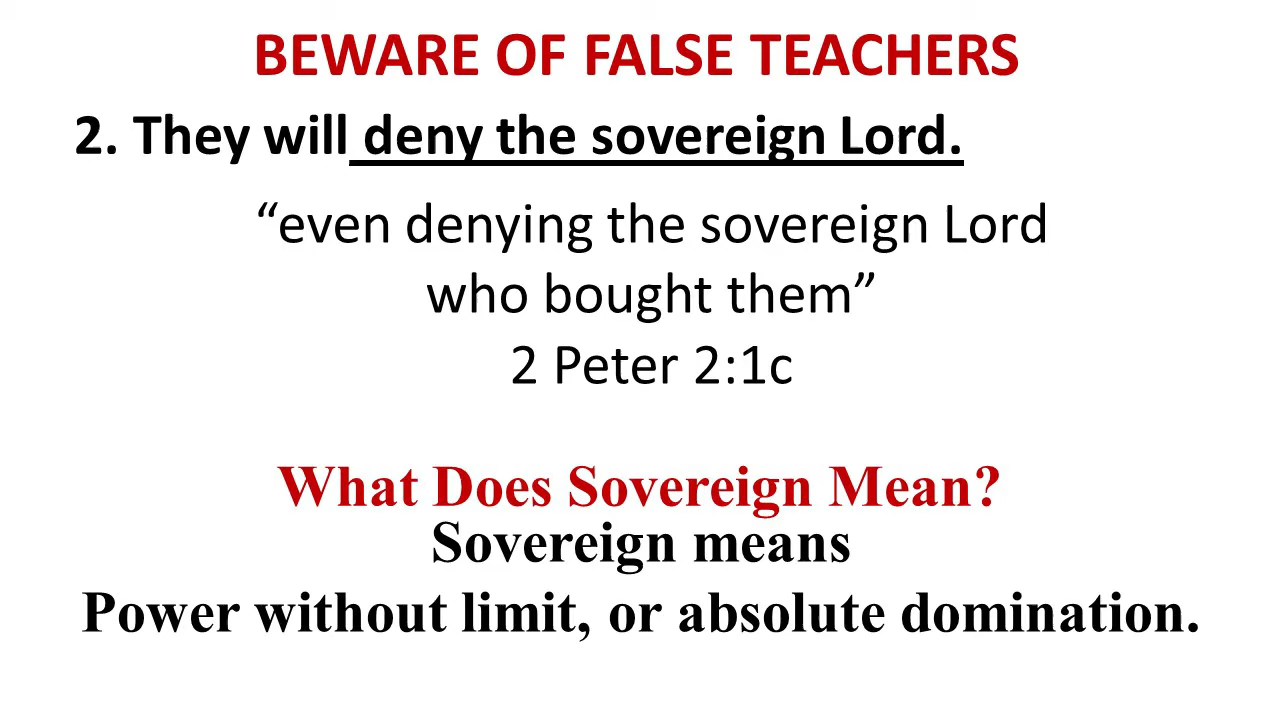 BEWARE OF FALSE TEACHERS
2. They will deny the sovereign Lord.
“even denying the sovereign Lord
who bought them”
2 Peter 2:1c
What Does Sovereign Mean?
Sovereign means
Power without limit, or absolute domination.